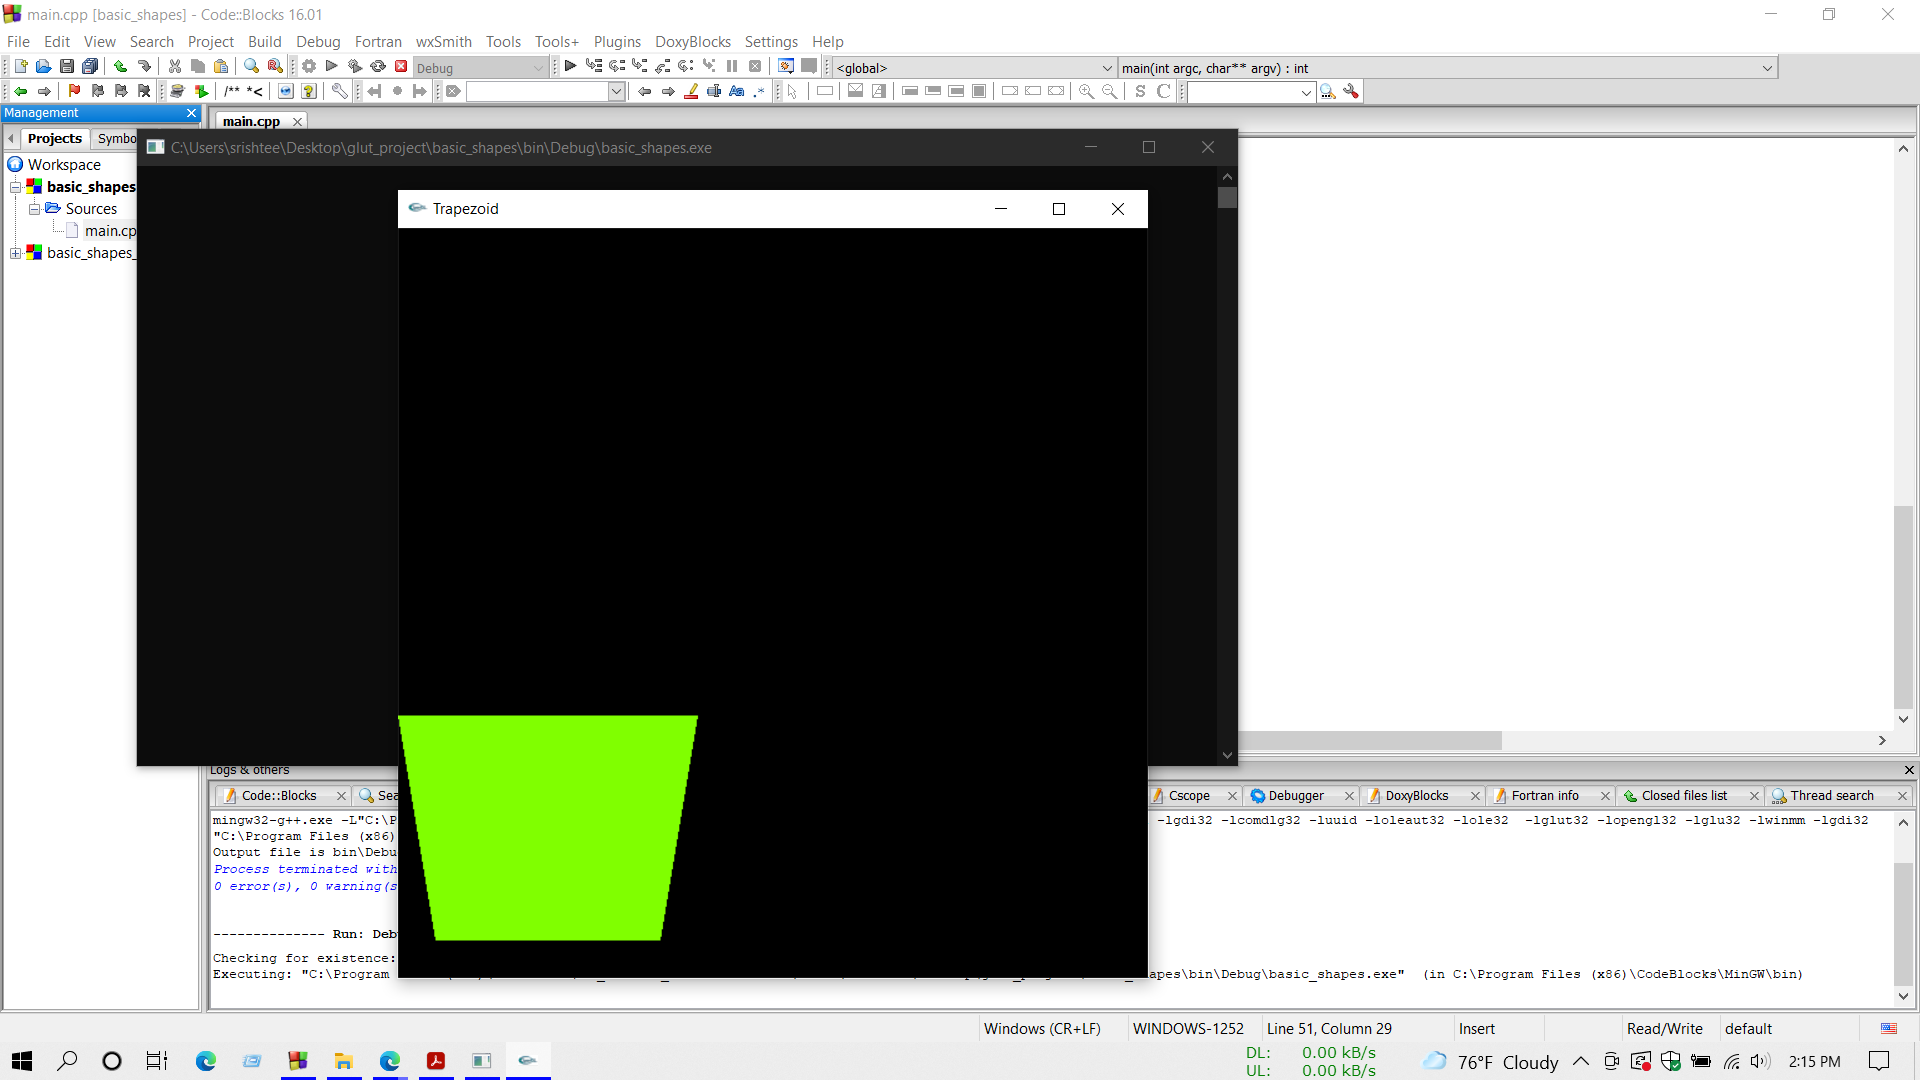 main.cpp [basic_shapes] - Code::Blocks 16.01
File Edit View Search Project Build Debug Fortran wxSmith Tools Tools+ Plugins DoxyBlocks Settings Help
Debug
<global>
main(int argc, char** argv) : int
/** *<
Aa .*
S C
Management
main.cpp
Projects Symbo
C:\Users\srishtee\Desktop\glut_project\basic_shapes\bin\Debug\basic_shapes.exe
Workspace
basic_shapes
Sources
main.cp
basic_shapes_
Trapezoid
Logs & others
Code::Blocks Sea Cscope Debugger DoxyBlocks Fortran info Closed files list Thread search
mingw32-g++.exe -L"C:\P -lgdi32 -lcomdlg32 -luuid -loleaut32 -lole32 -lglut32 -lopengl32 -lglu32 -lwinmm -lgdi32
"C:\Program Files (x86)
Output file is bin\Debu
Process terminated with
0 error(s), 0 warning(s
-------------- Run: Deb
Checking for existence:
Executing: "C:\Program apes\bin\Debug\basic_shapes.exe" (in C:\Program Files (x86)\CodeBlocks\MinGW\bin)
Windows (CR+LF) WINDOWS-1252 Line 51, Column 29 Insert Read/Write default
DL: 0.00 kB/s
UL: 0.00 kB/s
76°F Cloudy
2:15 PM